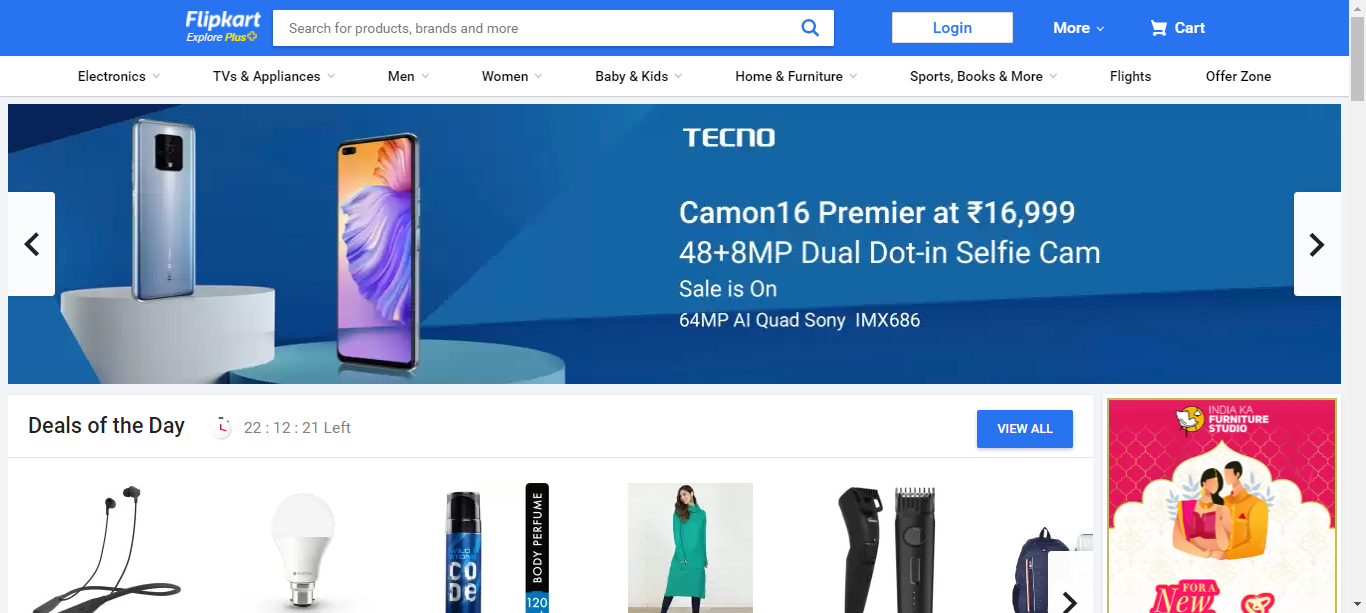 Flipkart
Explore Plus
Search for products, brands and more
Login
More
Cart
Electronics
TVs & Appliances
Men
Women
Baby & Kids
Home & Furniture
Sports, Books & More
Flights
Offer Zone
TECNO
Camon16 Premier at ₹16,999
48+8MP Dual Dot-in Selfie Cam
Sale is On
64MP AI Quad Sony IMX686
Deals of the Day
22 : 12 : 21 Left
VIEW ALL
INDIA KA
FURNITURE
STUDIO
WILD
STONE
CODE
BODY PERFUME
120
FOR A
New